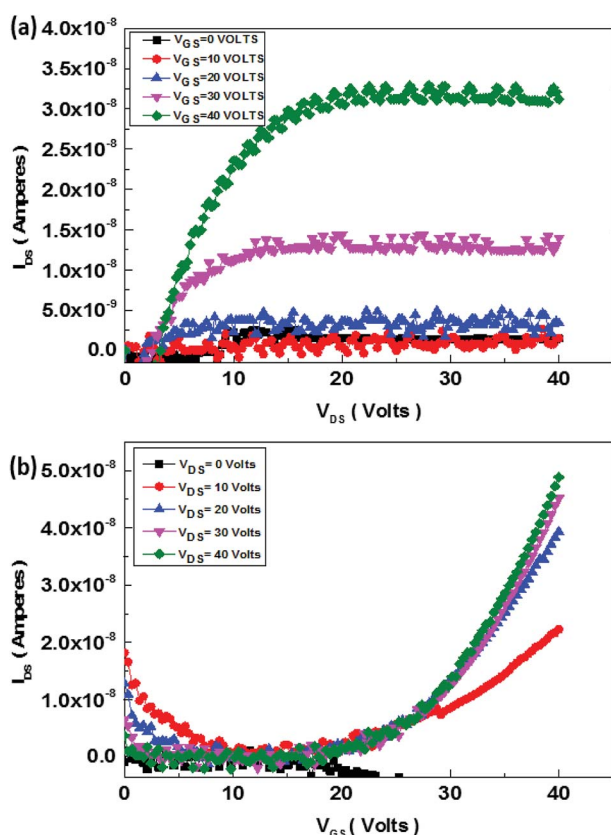 (a)
4.0x10⁻⁸
3.5x10⁻⁸
3.0x10⁻⁸
2.5x10⁻⁸
2.0x10⁻⁸
1.5x10⁻⁸
1.0x10⁻⁸
5.0x10⁻⁹
0.0
I_DS ( Amperes)
V_GS=0 VOLTS
V_GS=10 VOLTS
V_GS=20 VOLTS
V_GS=30 VOLTS
V_GS=40 VOLTS
0 10 20 30 40
V_DS ( Volts)
(b)
5.0x10⁻⁸
4.0x10⁻⁸
3.0x10⁻⁸
2.0x10⁻⁸
1.0x10⁻⁸
0.0
I_DS ( Amperes)
V_DS= 0 Volts
V_DS= 10 Volts
V_DS= 20 Volts
V_DS= 30 Volts
V_DS= 40 Volts
0 10 20 30 40
V_GS ( Volts)